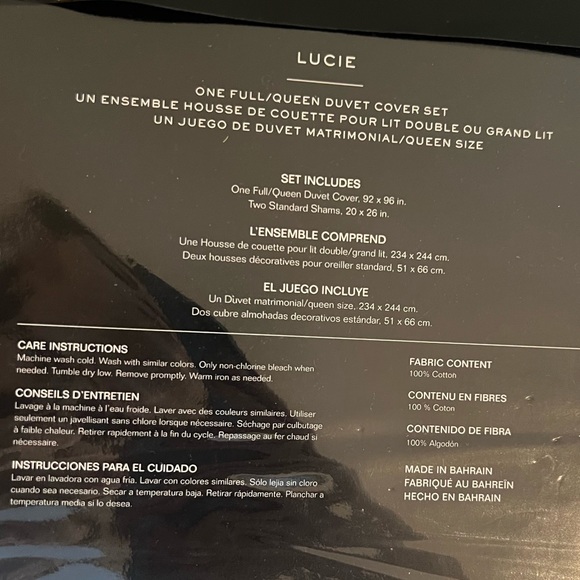 LUCIE
ONE FULL/QUEEN DUVET COVER SET
UN ENSEMBLE HOUSSE DE COUETTE POUR LIT DOUBLE OU GRAND LIT
UN JUEGO DE DUVET MATRIMONIAL/QUEEN SIZE
SET INCLUDES
One Full/Queen Duvet Cover, 92 x 96 in.
Two Standard Shams, 20 x 26 in.
L'ENSEMBLE COMPREND
Une Housse de couette pour lit double/grand lit, 234 x 244 cm.
Deux housses décoratives pour oreiller standard, 51 x 66 cm.
EL JUEGO INCLUYE
Un Duvet matrimonial/queen size, 234 x 244 cm.
Dos cubre almohadas decorativos estándar, 51 x 66 cm.
CARE INSTRUCTIONS
Machine wash cold. Wash with similar colors. Only non-chlorine bleach when
needed. Tumble dry low. Remove promptly. Warm iron as needed.
CONSEILS D'ENTRETIEN
Lavage à la machine à l'eau froide. Laver avec des couleurs similaires. Utiliser
seulement un javellisant sans chlore lorsque nécessaire. Séchage par culbutage
à faible chaleur. Retirer rapidement à la fin du cycle. Repassage au fer chaud si
nécessaire.
INSTRUCCIONES PARA EL CUIDADO
Lavar en lavadora con agua fría. Lavar con colores similares. Sólo lejia sin cloro
cuando sea necesario. Secar a temperatura baja. Retirar rápidamente. Planchar a
temperatura media si lo desea.
FABRIC CONTENT
100% Cotton
CONTENU EN FIBRES
100 % Coton
CONTENIDO DE FIBRA
100% Algodón
MADE IN BAHRAIN
FABRIQUÉ AU BAHREÏN
HECHO EN BAHRAIN